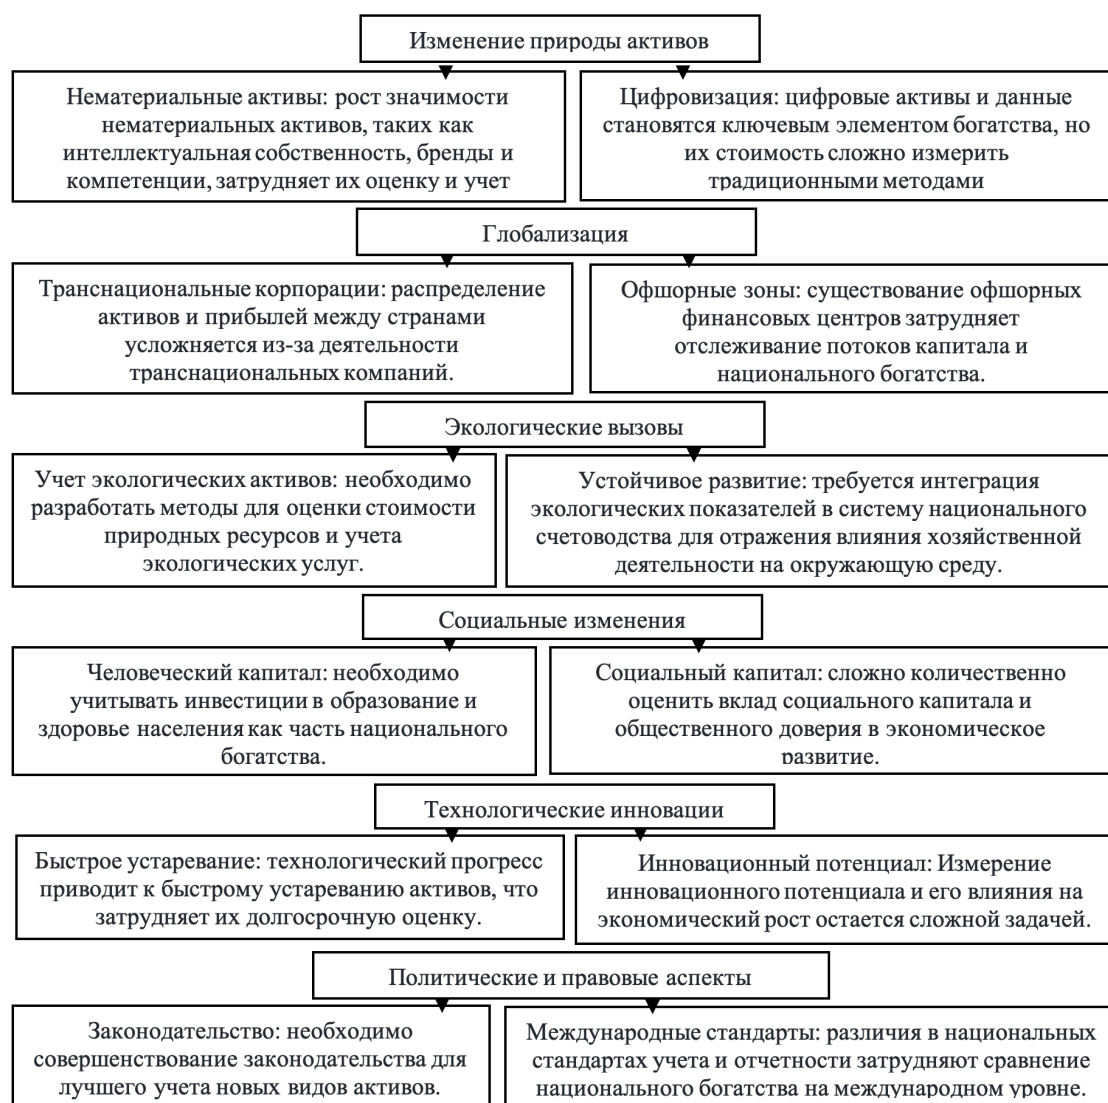 Изменение природы активов
Нематериальные активы: рост значимости
нематериальных активов, таких как
интеллектуальная собственность, бренды и
компетенции, затрудняет их оценку и учет
Цифровизация: цифровые активы и данные
становятся ключевым элементом богатства, но
их стоимость сложно измерить
традиционными методами
Глобализация
Транснациональные корпорации: распределение
активов и прибылей между странами
усложняется из-за деятельности
транснациональных компаний.
Офшорные зоны: существование офшорных
финансовых центров затрудняет
отслеживание потоков капитала и
национального богатства.
Экологические вызовы
Учет экологических активов: необходимо
разработать методы для оценки стоимости
природных ресурсов и учета
экологических услуг.
Устойчивое развитие: требуется интеграция
экологических показателей в систему национального
счетоводства для отражения влияния хозяйственной
деятельности на окружающую среду.
Социальные изменения
Человеческий капитал: необходимо
учитывать инвестиции в образование и
здоровье населения как часть национального
богатства.
Социальный капитал: сложно количественно
оценить вклад социального капитала и
общественного доверия в экономическое
развитие.
Технологические инновации
Быстрое устаревание: технологический прогресс
приводит к быстрому устареванию активов, что
затрудняет их долгосрочную оценку.
Инновационный потенциал: Измерение
инновационного потенциала и его влияния на
экономический рост остается сложной задачей.
Политические и правовые аспекты
Законодательство: необходимо
совершенствование законодательства для
лучшего учета новых видов активов.
Международные стандарты: различия в национальных
стандартах учета и отчетности затрудняют сравнение
национального богатства на международном уровне.